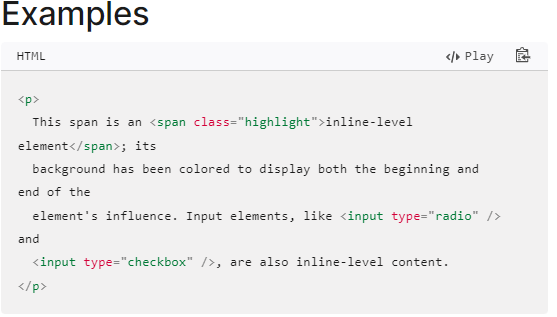 Examples
HTML
Play
<p>
This span is an <span class="highlight">inline-level
element</span>; its
background has been colored to display both the beginning and
end of the
element's influence. Input elements, like <input type="radio" />
and
<input type="checkbox" />, are also inline-level content.
</p>